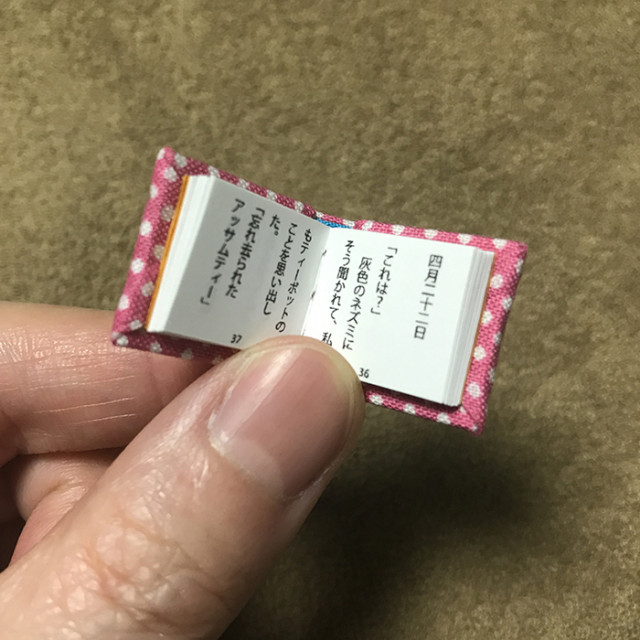 四月二十二日
「これは?」
灰色のネズミに
そう聞かれて、私
36
もティーポットの
ことを思い出し
た。
「忘れ去られた
アッサムティー」
37